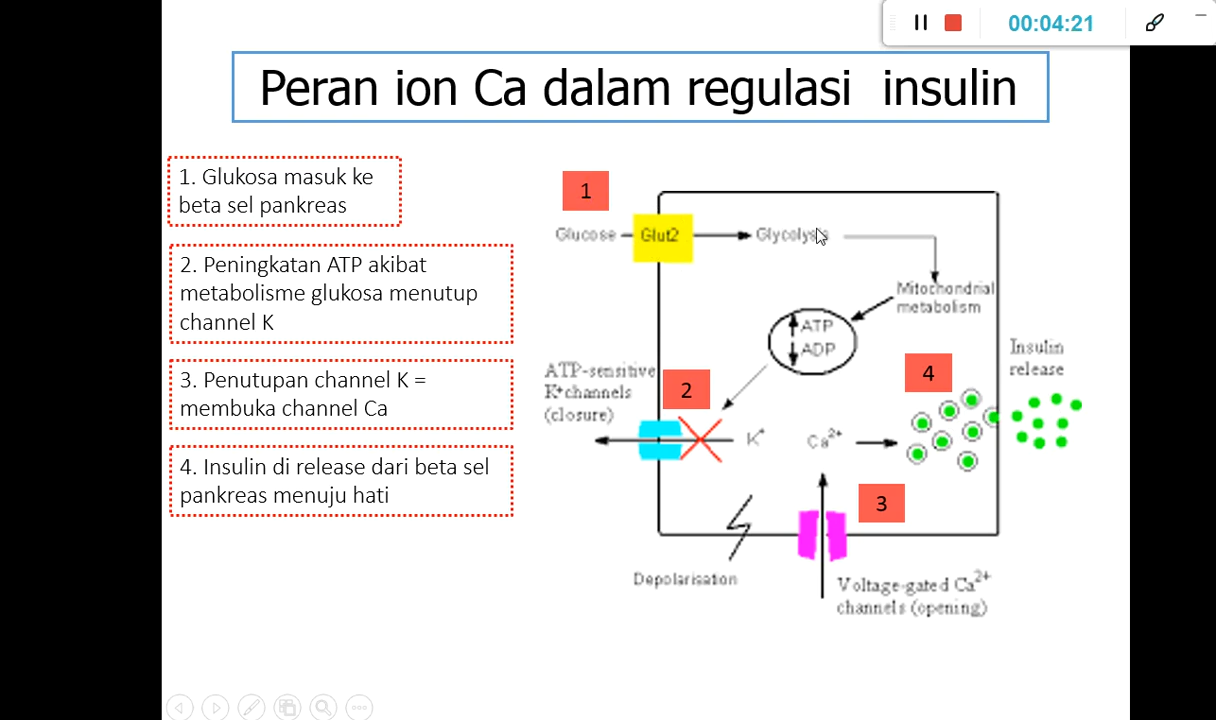 00:04:21
Peran ion Ca dalam regulasi insulin
1. Glukosa masuk ke
beta sel pankreas
2. Peningkatan ATP akibat
metabolisme glukosa menutup
channel K
3. Penutupan channel K =
membuka channel Ca
4. Insulin di release dari beta sel
pankreas menuju hati
1
Glucose
Glut2
Glycolysis
Mitochondrial
metabolism
ATP
ADP
ATP-sensitive
K+channels
(closure)
2
K+
Ca2+
4
Insulin
release
3
Depolarisation
Voltage-gated Ca2+
channels (opening)